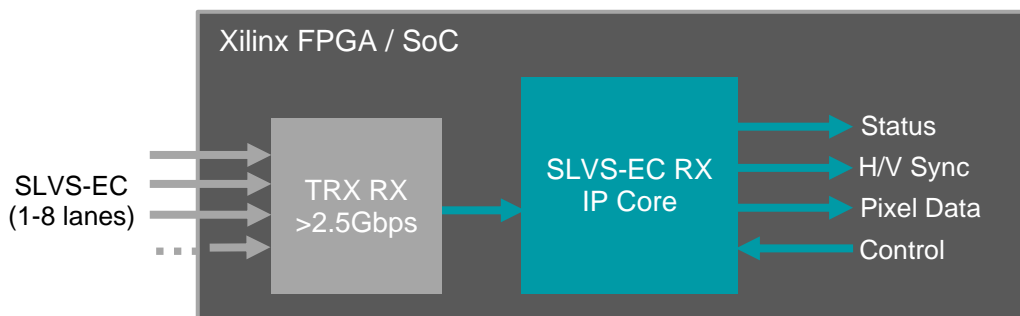 Xilinx FPGA / SoC
SLVS-EC
(1-8 lanes)
TRX RX
>2.5Gbps
SLVS-EC RX
IP Core
Status
H/V Sync
Pixel Data
Control